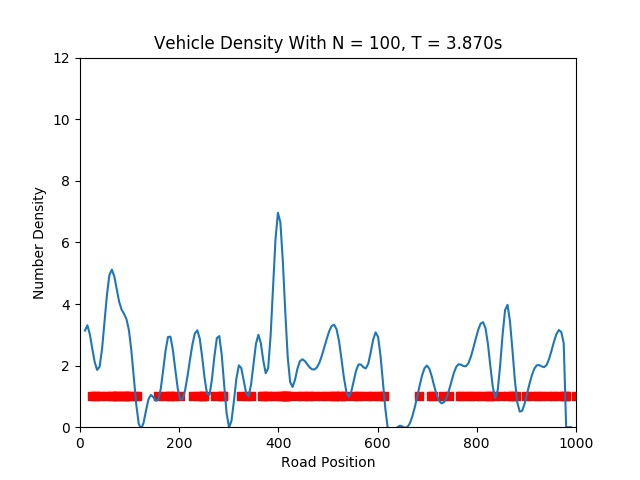 Vehicle Density With N = 100, T = 3.870s
12
10
8
6
4
2
0
Number Density
0 200 400 600 800 1000
Road Position